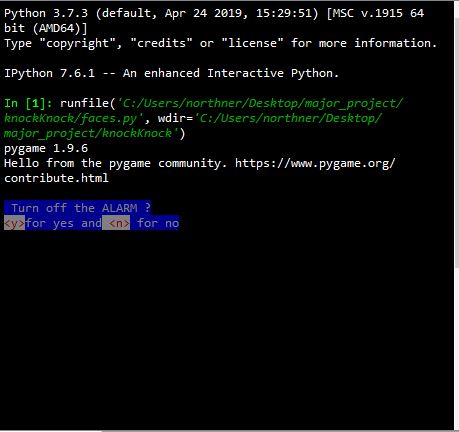 Python 3.7.3 (default, Apr 24 2019, 15:29:51) [MSC v.1915 64
bit (AMD64)]
Type "copyright", "credits" or "license" for more information.
IPython 7.6.1 -- An enhanced Interactive Python.
In [1]: runfile('C:/Users/northner/Desktop/major_project/
knockKnock/faces.py', wdir='C:/Users/northner/Desktop/
major_project/knockKnock')
pygame 1.9.6
Hello from the pygame community. https://www.pygame.org/
contribute.html
Turn off the ALARM ?
<y>for yes and <n> for no